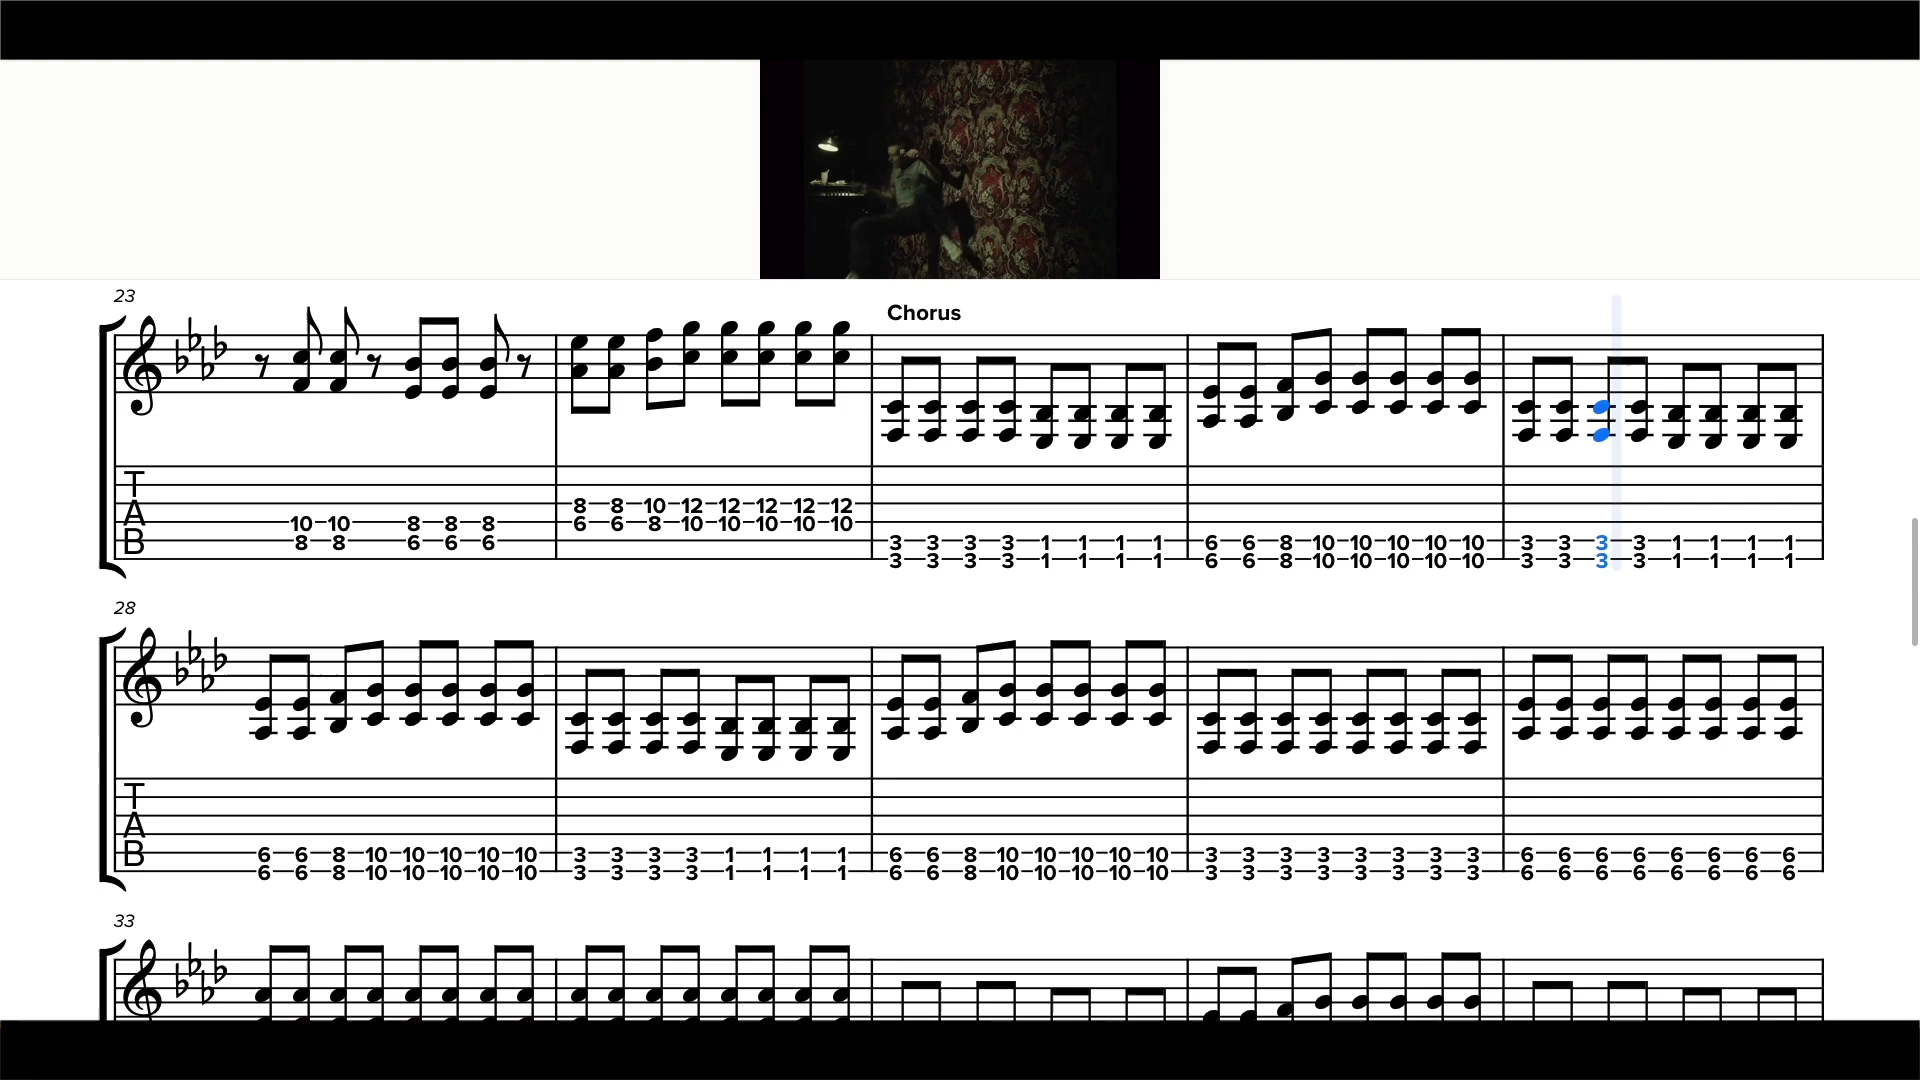 23
Chorus
T
A
B
8 8 10 12 12 12 12 12
10 10 8 8 8 6 6 8 10 10 10 10 10
8 8 6 6 6 3 3 3 3 1 1 1 1 6 6 8 10 10 10 10 10 3 3 3 3 1 1 1 1
3 3 3 3 1 1 1 1 6 6 8 10 10 10 10 10 3 3 3 3 1 1 1 1
28
T
A
B
6 6 8 10 10 10 10 10 3 3 3 3 1 1 1 1 6 6 8 10 10 10 10 10 3 3 3 3 3 3 3 3 6 6 6 6 6 6 6 6
6 6 8 10 10 10 10 10 3 3 3 3 1 1 1 1 6 6 8 10 10 10 10 10 3 3 3 3 3 3 3 3 6 6 6 6 6 6 6 6
33